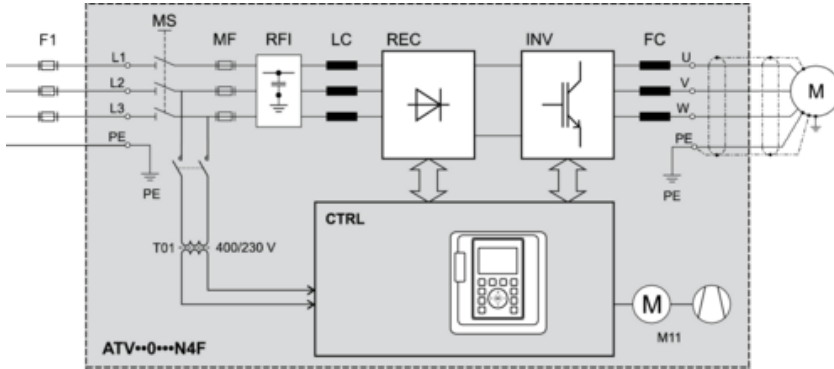 MS
F1
MF
RFI
LC
REC
INV
FC
L1
L2
L3
PE
U
V
W
PE
M
PE
PE
T01
400/230 V
CTRL
M
M11
ATV••0•••N4F